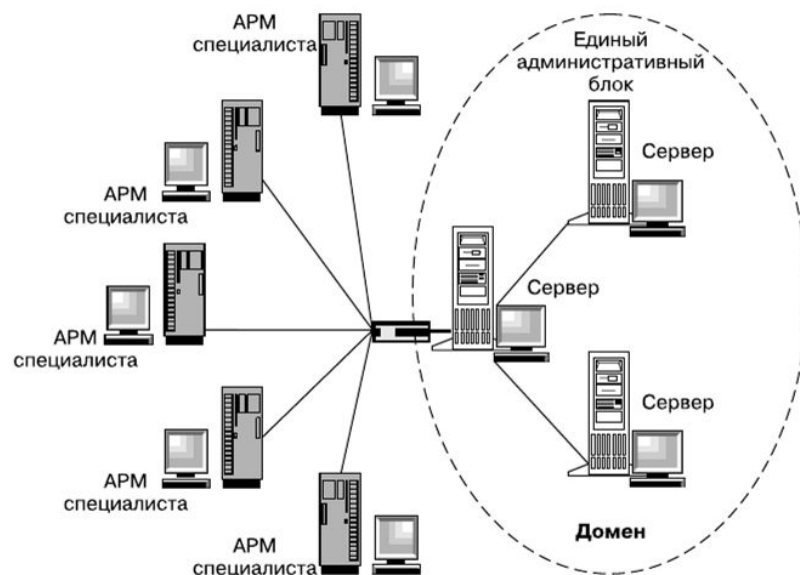 АРМ
специалиста
Единый
административный
блок
Сервер
АРМ
специалиста
Сервер
АРМ
специалиста
Сервер
АРМ
специалиста
Домен
АРМ
специалиста